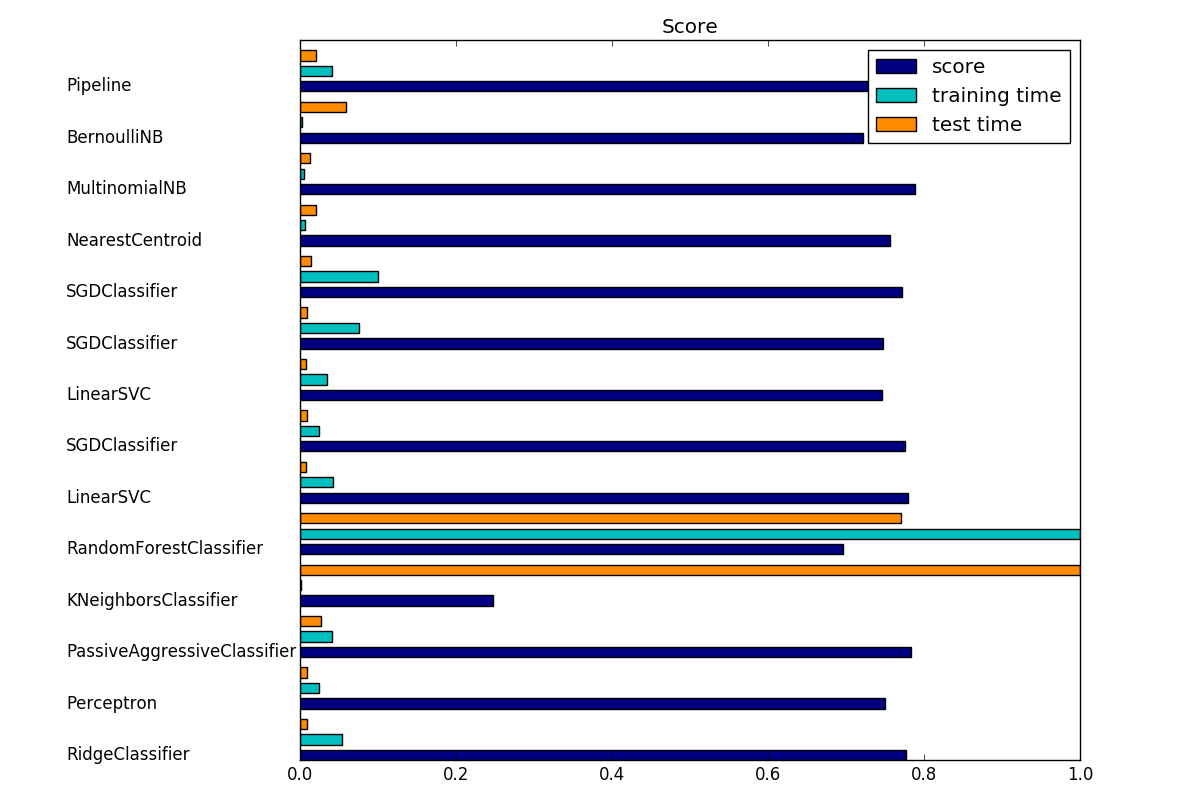 Score
score
training time
test time
Pipeline
BernoulliNB
MultinomialNB
NearestCentroid
SGDClassifier
SGDClassifier
LinearSVC
SGDClassifier
LinearSVC
RandomForestClassifier
KNeighborsClassifier
PassiveAggressiveClassifier
Perceptron
RidgeClassifier
0.0 0.2 0.4 0.6 0.8 1.0